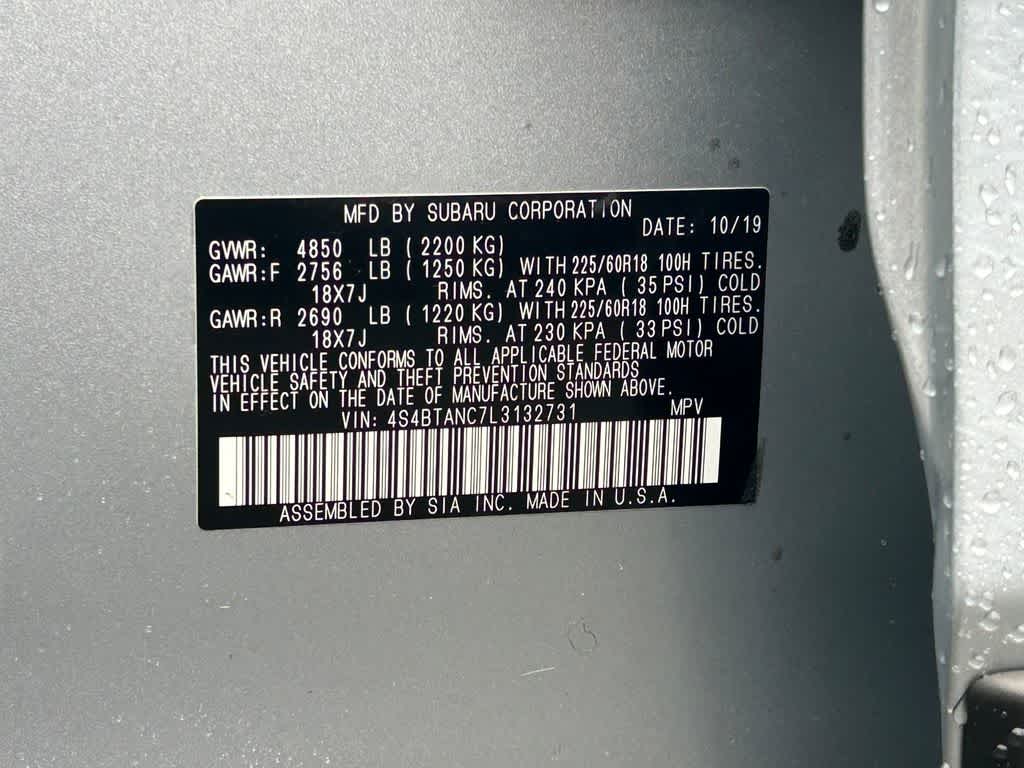 MFD BY SUBARU CORPORATION
DATE: 10/19
GVWR: 4850 LB ( 2200 KG)
GAWR:F 2756 LB ( 1250 KG) WITH 225/60R18 100H TIRES.
18X7J RIMS. AT 240 KPA ( 35 PSI) COLD
GAWR:R 2690 LB ( 1220 KG) WITH 225/60R18 100H TIRES.
18X7J RIMS. AT 230 KPA ( 33 PSI) COLD
THIS VEHICLE CONFORMS TO ALL APPLICABLE FEDERAL MOTOR
VEHICLE SAFETY AND THEFT PREVENTION STANDARDS
IN EFFECT ON THE DATE OF MANUFACTURE SHOWN ABOVE.
VIN: 4S4BTANC7L3132731 MPV
ASSEMBLED BY SIA INC. MADE IN U.S.A.